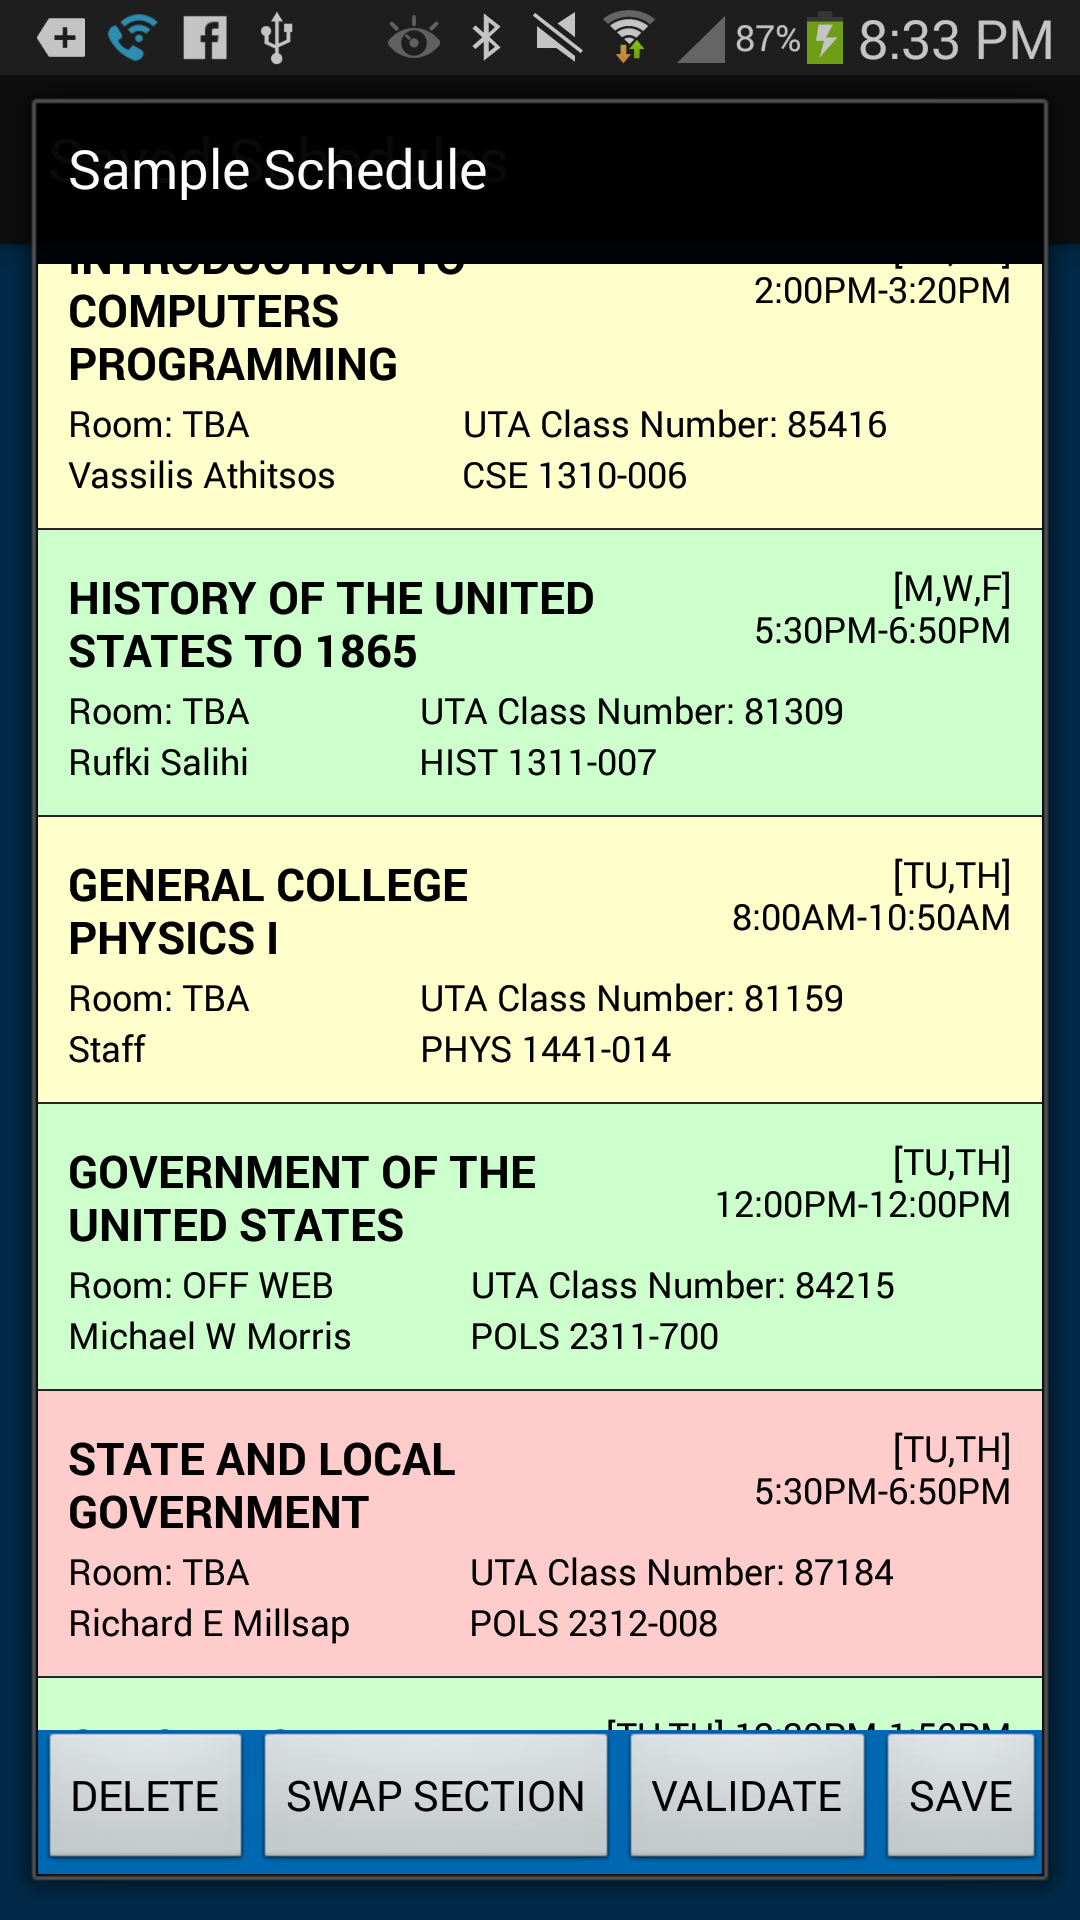 87% 8:33 PM
Sample Schedule
INTRODUCTION TO
COMPUTERS
PROGRAMMING
2:00PM-3:20PM
Room: TBA
UTA Class Number: 85416
Vassilis Athitsos
CSE 1310-006
HISTORY OF THE UNITED
STATES TO 1865
[M,W,F]
5:30PM-6:50PM
Room: TBA
UTA Class Number: 81309
Rufki Salihi
HIST 1311-007
GENERAL COLLEGE
PHYSICS I
[TU,TH]
8:00AM-10:50AM
Room: TBA
UTA Class Number: 81159
Staff
PHYS 1441-014
GOVERNMENT OF THE
UNITED STATES
[TU,TH]
12:00PM-12:00PM
Room: OFF WEB
UTA Class Number: 84215
Michael W Morris
POLS 2311-700
STATE AND LOCAL
GOVERNMENT
[TU,TH]
5:30PM-6:50PM
Room: TBA
UTA Class Number: 87184
Richard E Millsap
POLS 2312-008
[TU,TH]
DELETE
SWAP SECTION
VALIDATE
SAVE